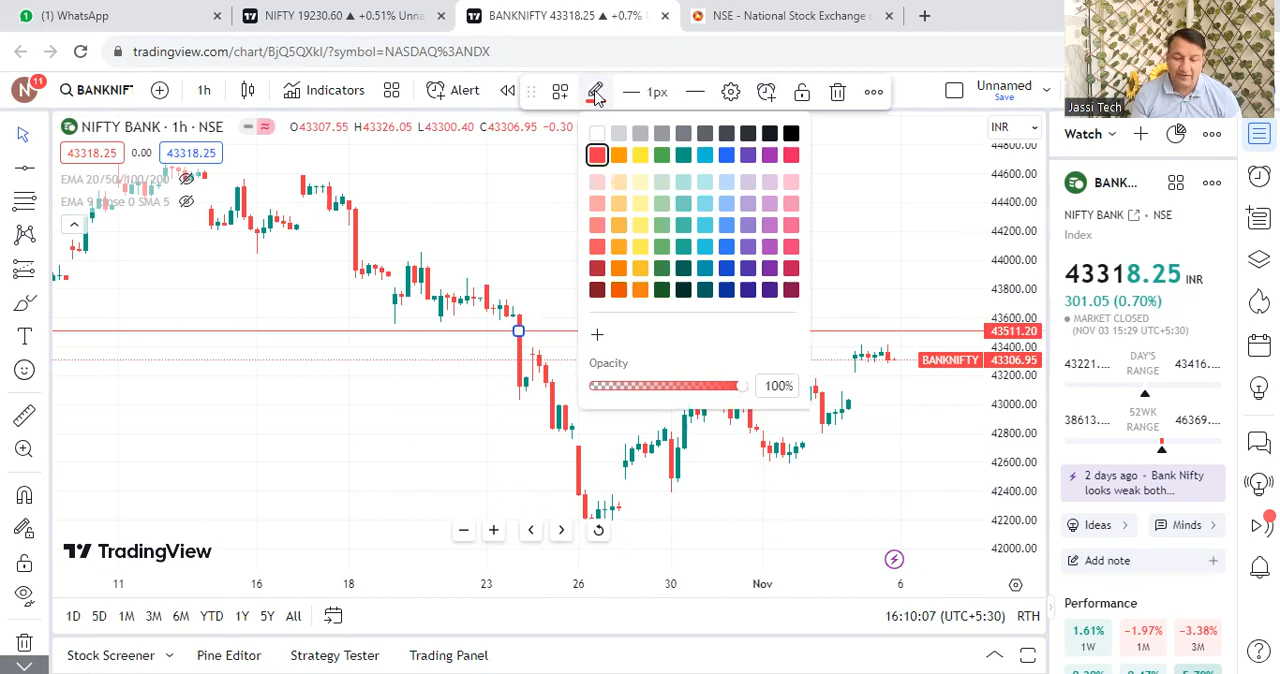 (1) WhatsApp
NIFTY 19230.60 ▲ +0.51% Unna
BANKNIFTY 43318.25 ▲ +0.7% U
NSE - National Stock Exchange o
tradingview.com/chart/BjQ5QXkI/?symbol=NASDAQ%3ANDX
N
11
BANKNIF
1h
Indicators
Alert
1px
Unnamed
Save
Jassi Tech
NIFTY BANK · 1h · NSE
O43307.55 H43326.05 L43300.40 C43306.95 -0.30
INR
43318.25
0.00
43318.25
EMA 20/50/100/200
44800.00
44600.00
44400.00
44200.00
44000.00
43800.00
43600.00
43511.20
43400.00
BANKNIFTY 43306.95
43200.00
43000.00
42800.00
42600.00
42400.00
42200.00
42000.00
Opacity
100%
TradingView
11
16
18
23
26
30
Nov
6
1D
5D
1M
3M
6M
YTD
1Y
5Y
All
16:10:07 (UTC+5:30)
RTH
Stock Screener
Pine Editor
Strategy Tester
Trading Panel
Watch
BANK...
NIFTY BANK · NSE
Index
43318.25 INR
301.05 (0.70%)
MARKET CLOSED
(NOV 03 15:29 UTC+5:30)
43221....
DAY'S
RANGE
43416....
38613....
52WK
RANGE
46369....
2 days ago · Bank Nifty
looks weak both...
Ideas
Minds
Add note
Performance
1.61%
1W
−1.97%
1M
−3.38%
3M